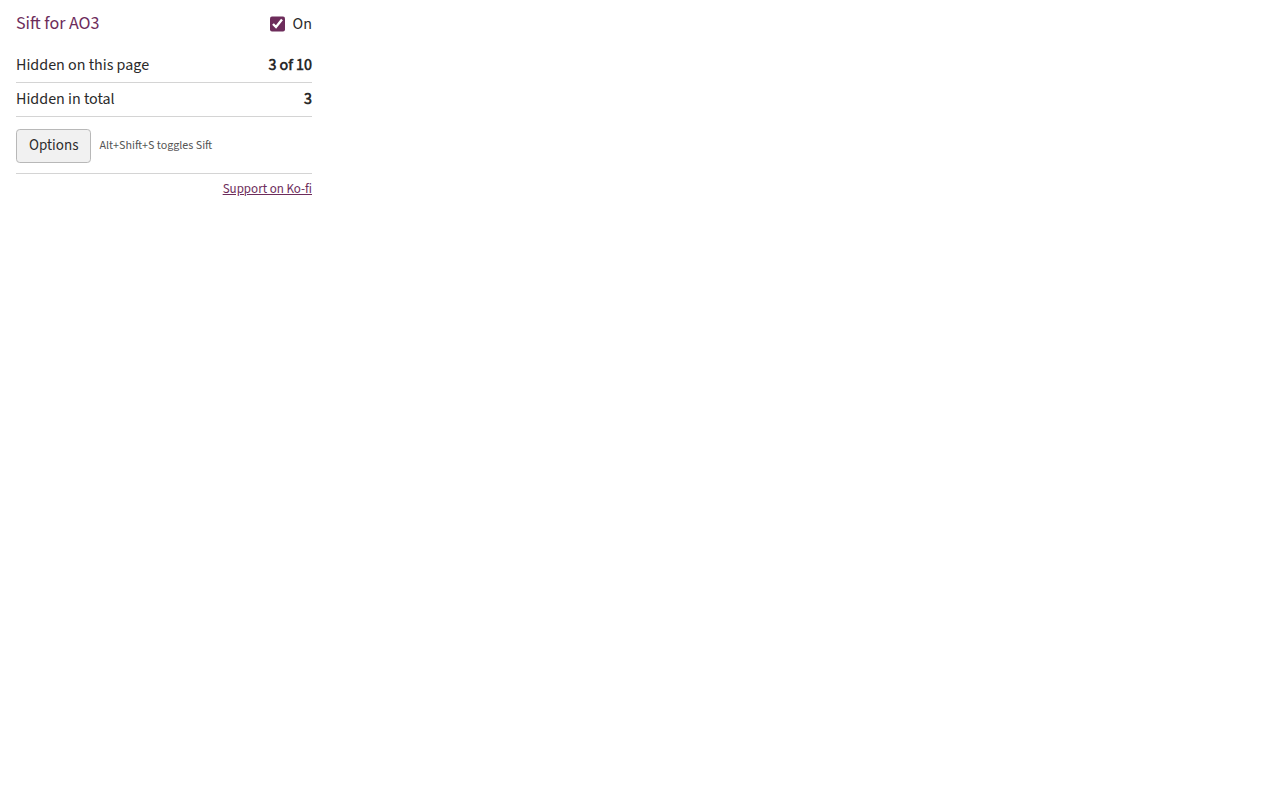 Sift for AO3
On
Hidden on this page 3 of 10
Hidden in total 3
Options Alt+Shift+S toggles Sift
Support on Ko-fi